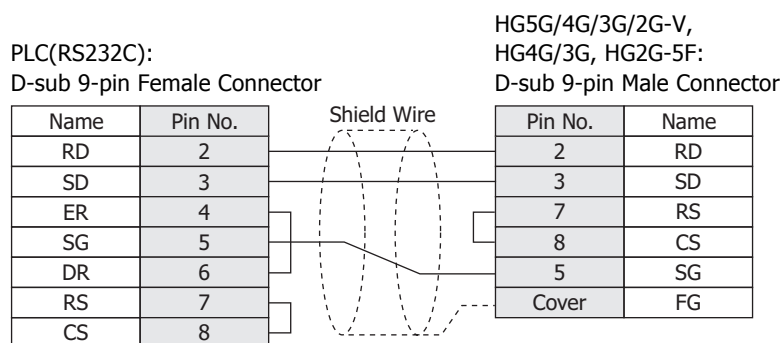 HG5G/4G/3G/2G-V,
PLC(RS232C): HG4G/3G, HG2G-5F:
D-sub 9-pin Female Connector D-sub 9-pin Male Connector
Name Pin No. Shield Wire Pin No. Name
RD 2 2 RD
SD 3 3 SD
ER 4 7 RS
SG 5 8 CS
DR 6 5 SG
RS 7 Cover FG
CS 8